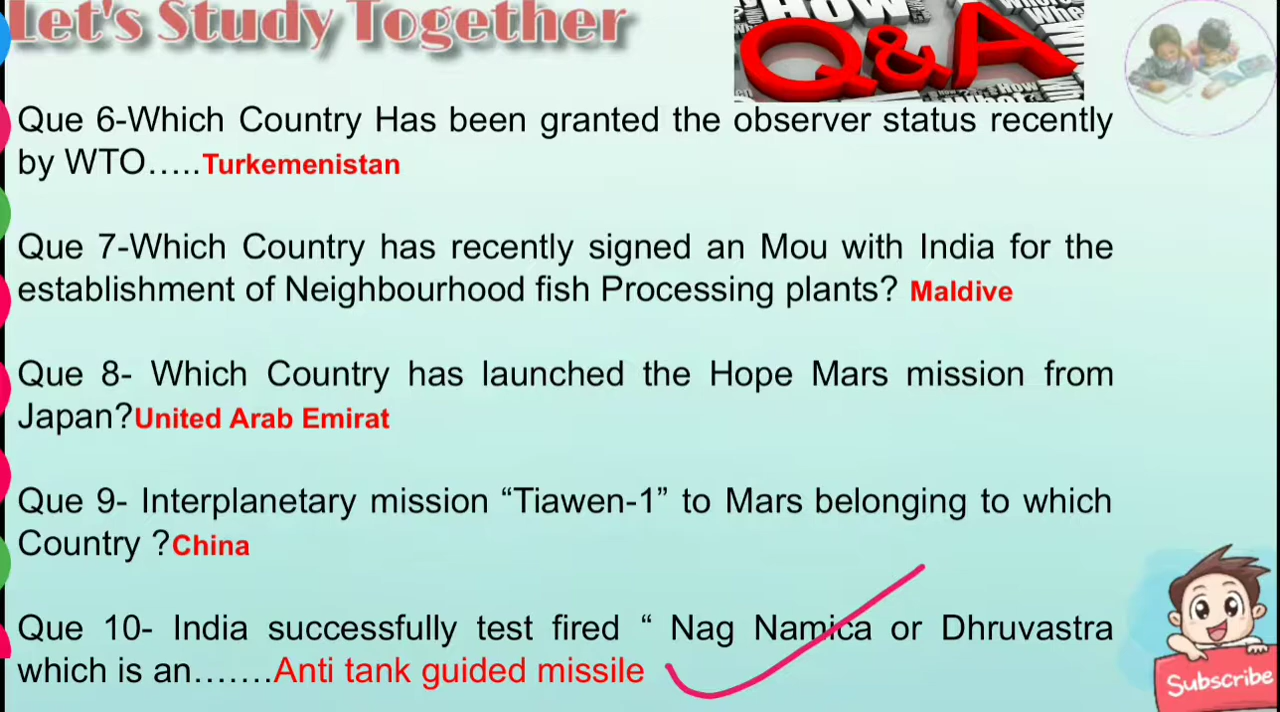 Let's Study Together
How
Q&A
Que 6-Which Country Has been granted the observer status recently
by WTO…..Turkemenistan
Que 7-Which Country has recently signed an Mou with India for the
establishment of Neighbourhood fish Processing plants? Maldive
Que 8- Which Country has launched the Hope Mars mission from
Japan?United Arab Emirat
Que 9- Interplanetary mission “Tiawen-1” to Mars belonging to which
Country ?China
Que 10- India successfully test fired “ Nag Namica or Dhruvastra
which is an…….Anti tank guided missile
Subscribe